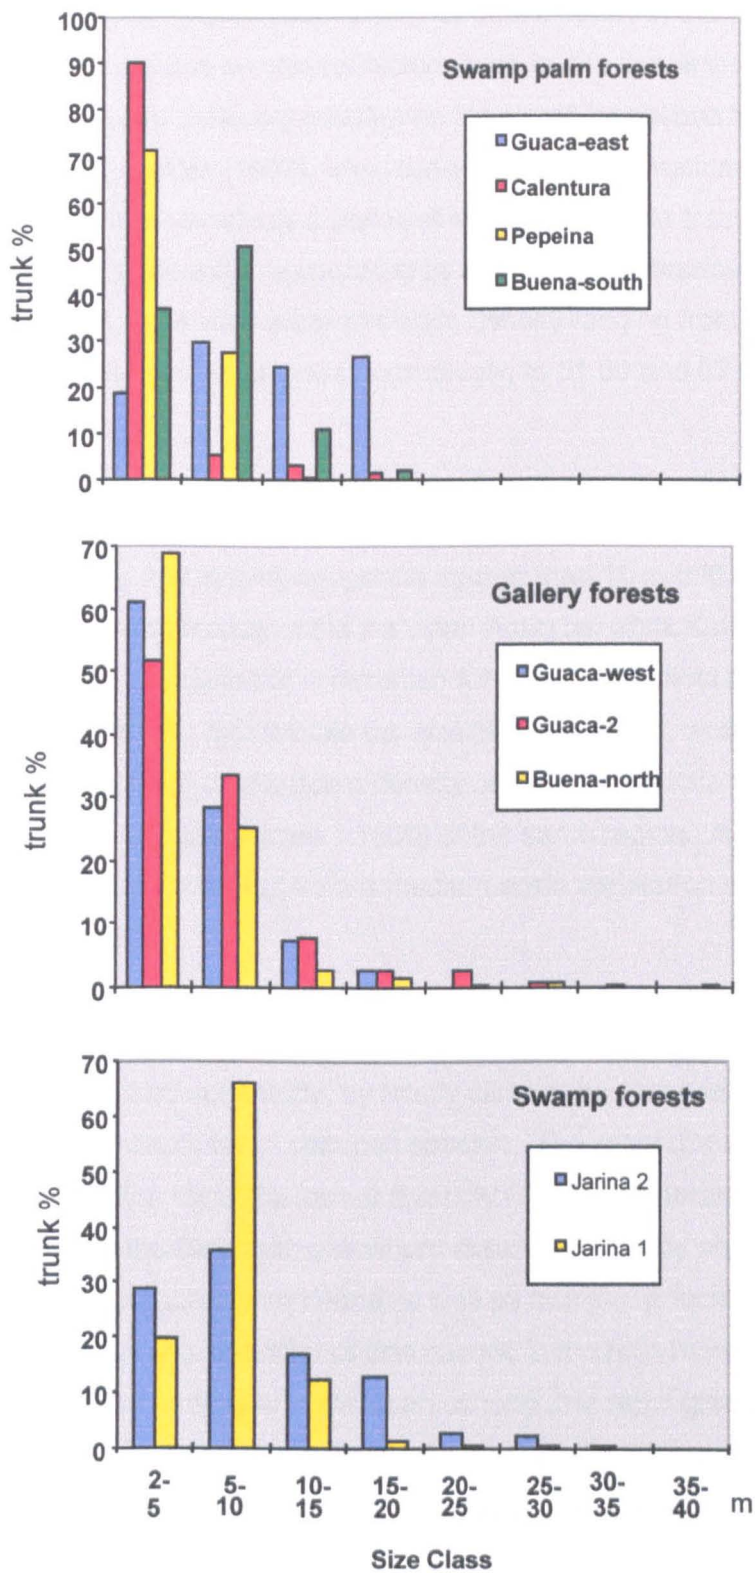 100
90
80
70
60
50
40
30
20
10
0
trunk %
Swamp palm forests
Guaca-east
Calentura
Pepeina
Buena-south
70
60
50
40
30
20
10
0
trunk %
Gallery forests
Guaca-west
Guaca-2
Buena-north
70
60
50
40
30
20
10
0
trunk %
Swamp forests
Jarina 2
Jarina 1
2- 5- 10- 15- 20- 25- 30- 35-
5 10 15 20 25 30 35 40 m
Size Class